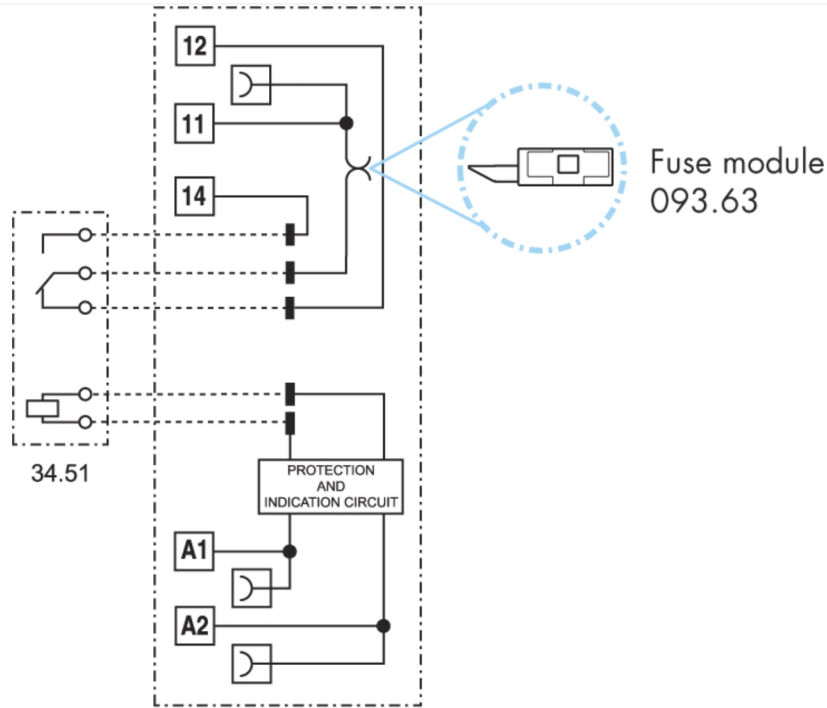 12
11
14
Fuse module
093.63
34.51
PROTECTION
AND
INDICATION CIRCUIT
A1
A2